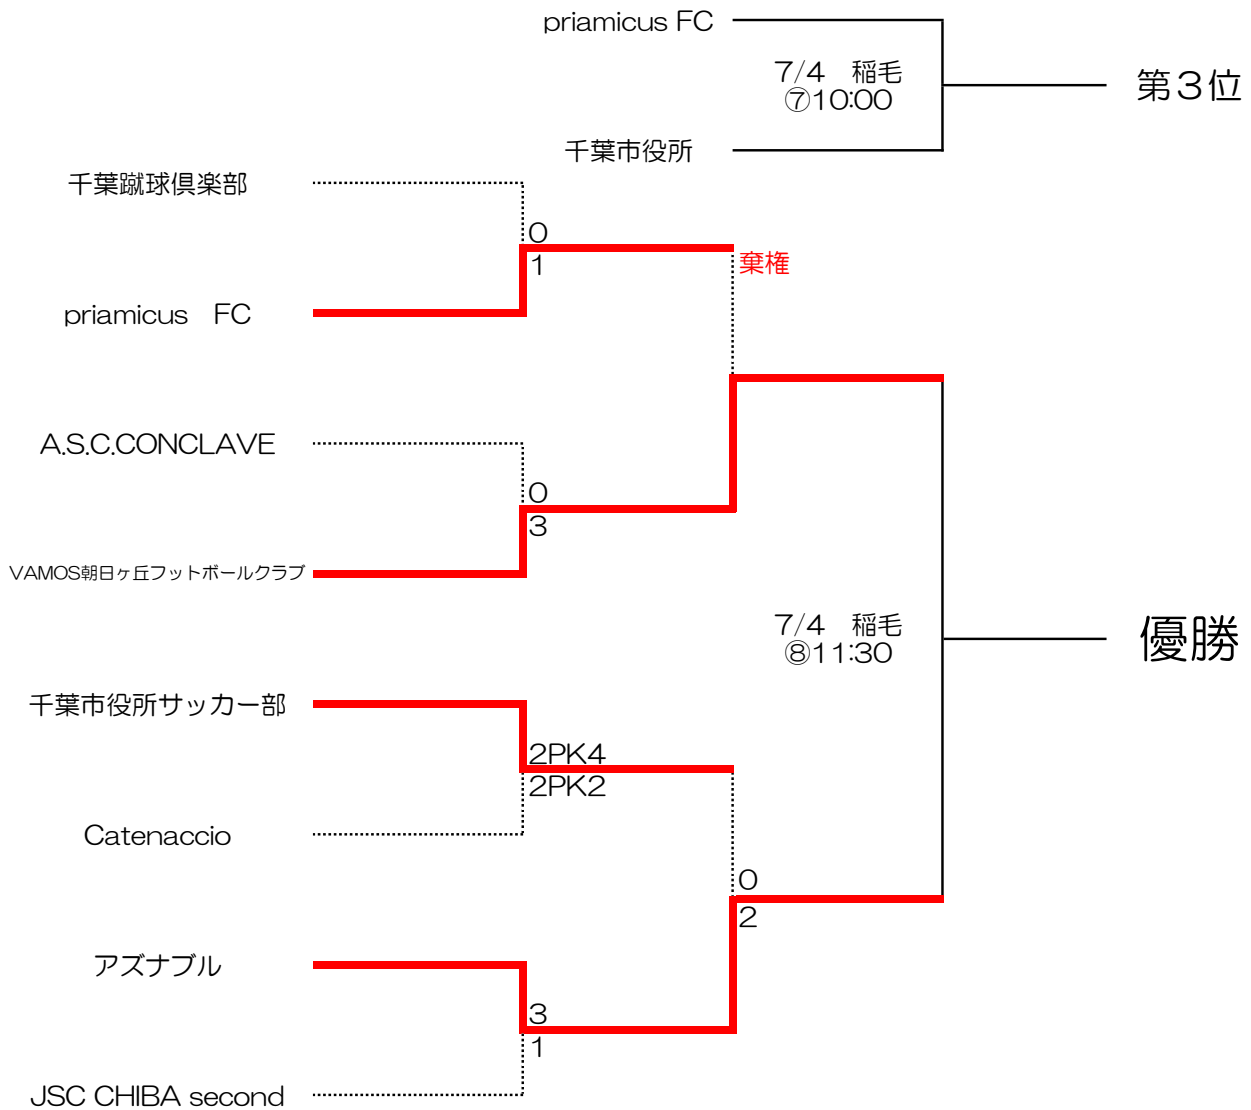 priamicus FC
7/4　稲毛
⑦10:00
第３位
千葉市役所
千葉蹴球倶楽部
0
1
棄権
priamicus　FC
A.S.C.CONCLAVE
0
3
VAMOS朝日ヶ丘フットボールクラブ
7/4　稲毛
⑧11:30
優勝
千葉市役所サッカー部
2PK4
2PK2
Catenaccio
0
2
アズナブル
3
1
JSC CHIBA second